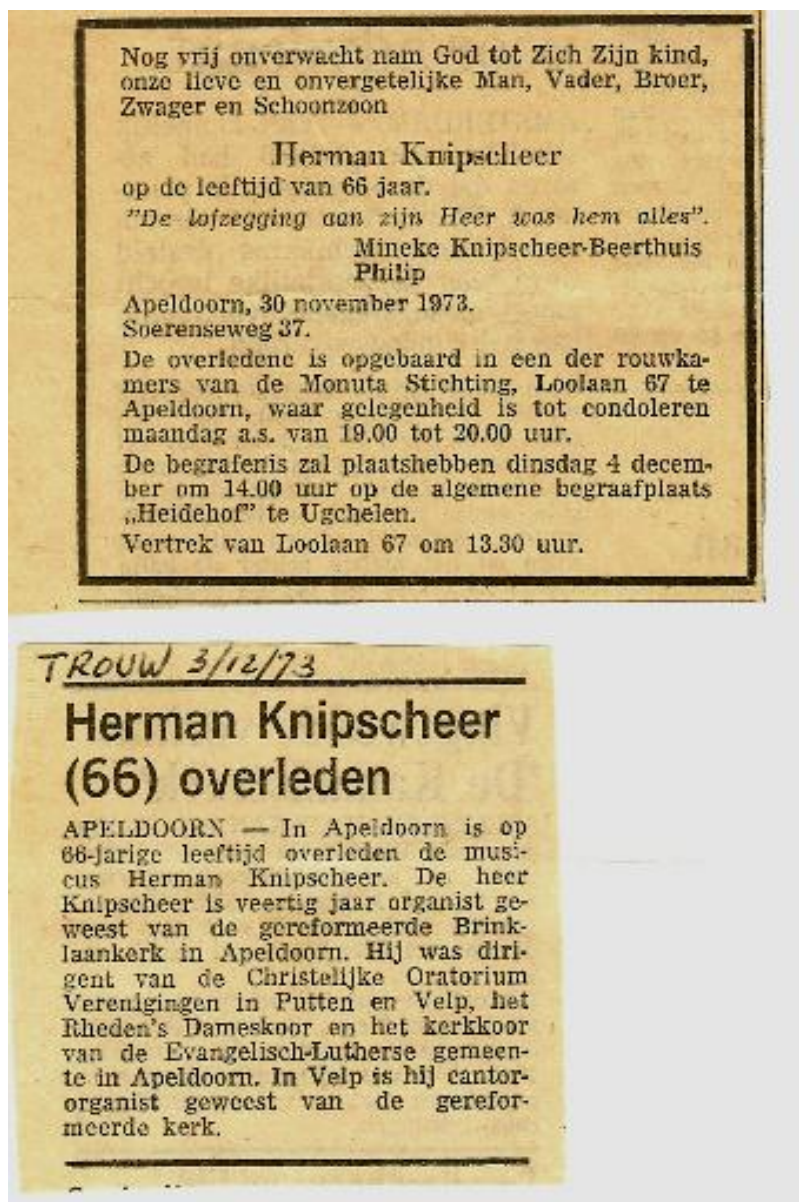 Nog vrij onverwacht nam God tot Zich Zijn kind,
onze lieve en onvergetelijke Man, Vader, Broer,
Zwager en Schoonzoon
Herman Knipscheer
op de leeftijd van 66 jaar.
"De lofzegging aan zijn Heer was hem alles".
Mineke Knipscheer-Beerthuis
Philip
Apeldoorn, 30 november 1973.
Soerenseweg 37.
De overledene is opgebaard in een der rouwka-
mers van de Monuta Stichting, Loolaan 67 te
Apeldoorn, waar gelegenheid is tot condoleren
maandag a.s. van 19.00 tot 20.00 uur.
De begrafenis zal plaatshebben dinsdag 4 decem-
ber om 14.00 uur op de algemene begraafplaats
„Heidehof" te Ugchelen.
Vertrek van Loolaan 67 om 13.30 uur.
TROUW 3/12/73
Herman Knipscheer
(66) overleden
APELDOORN — In Apeldoorn is op
66-jarige leeftijd overleden de musi-
cus Herman Knipscheer. De heer
Knipscheer is veertig jaar organist ge-
weest van de gereformeerde Brink-
laankerk in Apeldoorn. Hij was diri-
gent van de Christelijke Oratorium
Verenigingen in Putten en Velp, het
Rheden's Dameskoor en het kerkkoor
van de Evangelisch-Lutherse gemeen-
te in Apeldoorn. In Velp is hij cantor-
organist geweest van de gerefor-
meerde kerk.